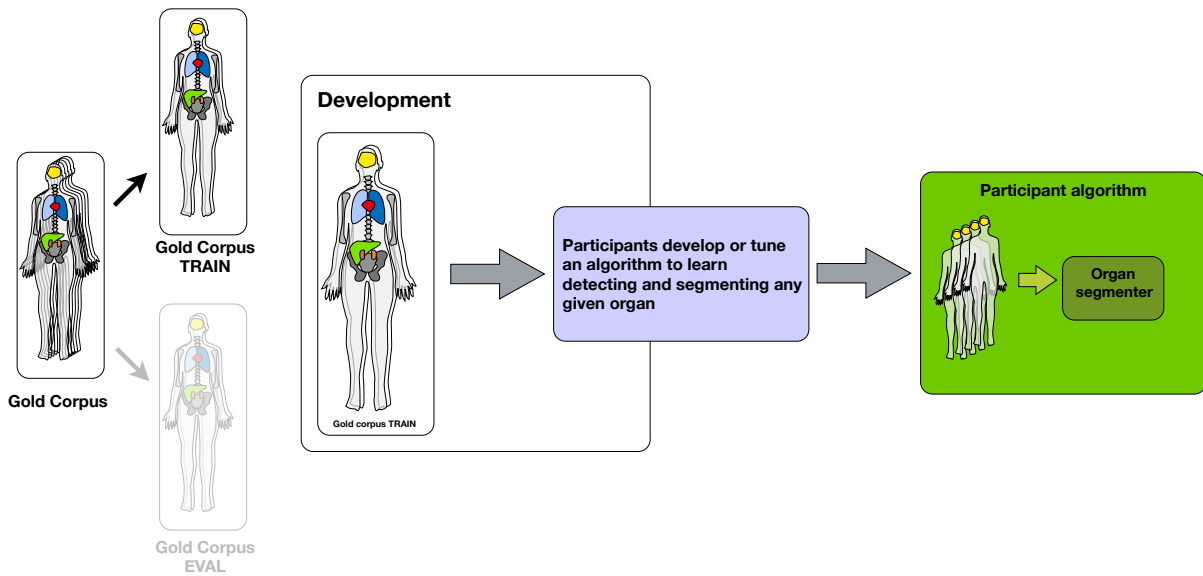 Gold Corpus
Gold Corpus
TRAIN
Gold Corpus
EVAL
Development
Gold corpus TRAIN
Participants develop or tune
an algorithm to learn
detecting and segmenting any
given organ
Participant algorithm
Organ
segmenter